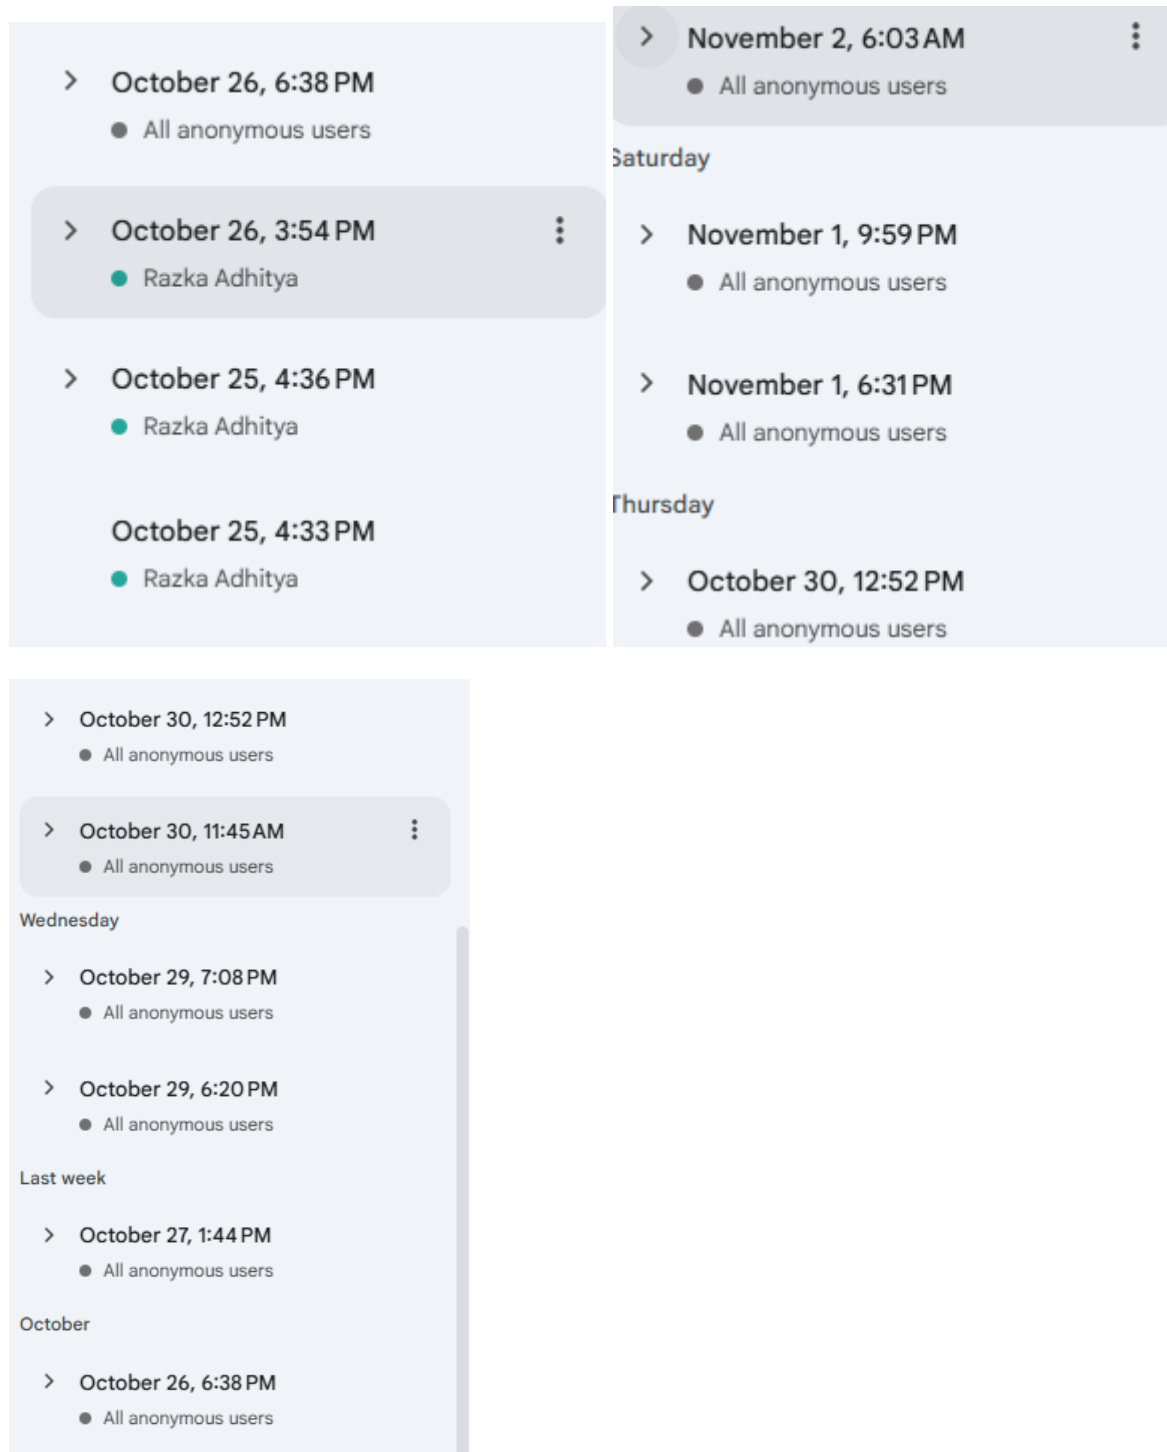 October 26, 6:38 PM
All anonymous users
October 26, 3:54 PM
Razka Adhitya
October 25, 4:36 PM
Razka Adhitya
October 25, 4:33 PM
Razka Adhitya
November 2, 6:03 AM
All anonymous users
Saturday
November 1, 9:59 PM
All anonymous users
November 1, 6:31 PM
All anonymous users
Thursday
October 30, 12:52 PM
All anonymous users
October 30, 12:52 PM
All anonymous users
October 30, 11:45 AM
All anonymous users
Wednesday
October 29, 7:08 PM
All anonymous users
October 29, 6:20 PM
All anonymous users
Last week
October 27, 1:44 PM
All anonymous users
October
October 26, 6:38 PM
All anonymous users